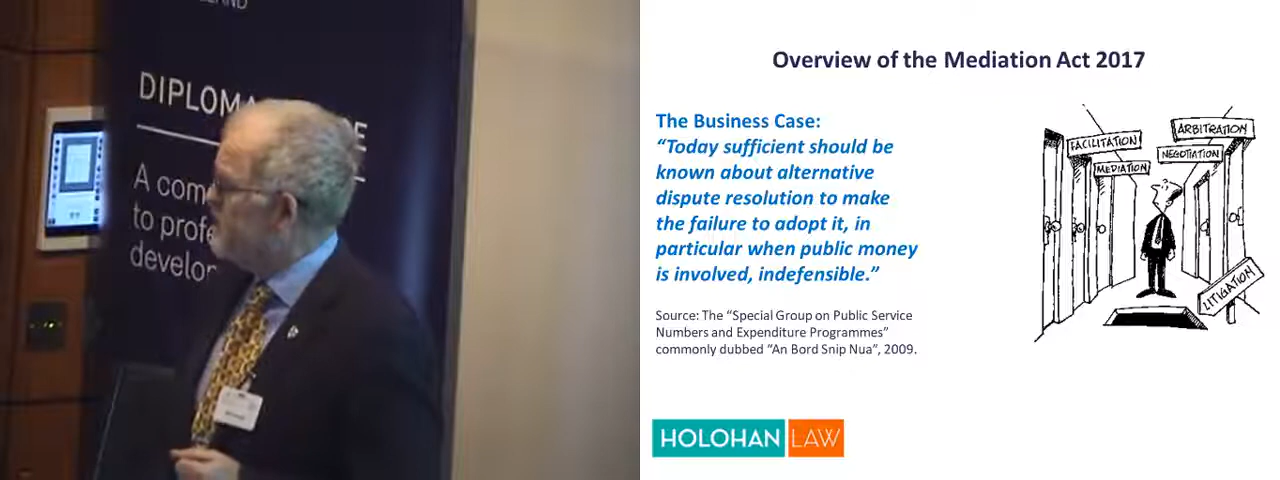 DIPLOMA
A com
to profe
develo
Overview of the Mediation Act 2017
The Business Case:
“Today sufficient should be
known about alternative
dispute resolution to make
the failure to adopt it, in
particular when public money
is involved, indefensible.”
Source: The “Special Group on Public Service
Numbers and Expenditure Programmes”
commonly dubbed “An Bord Snip Nua”, 2009.
FACILITATION
MEDIATION
ARBITRATION
NEGOTIATION
LITIGATION
HOLOHAN LAW